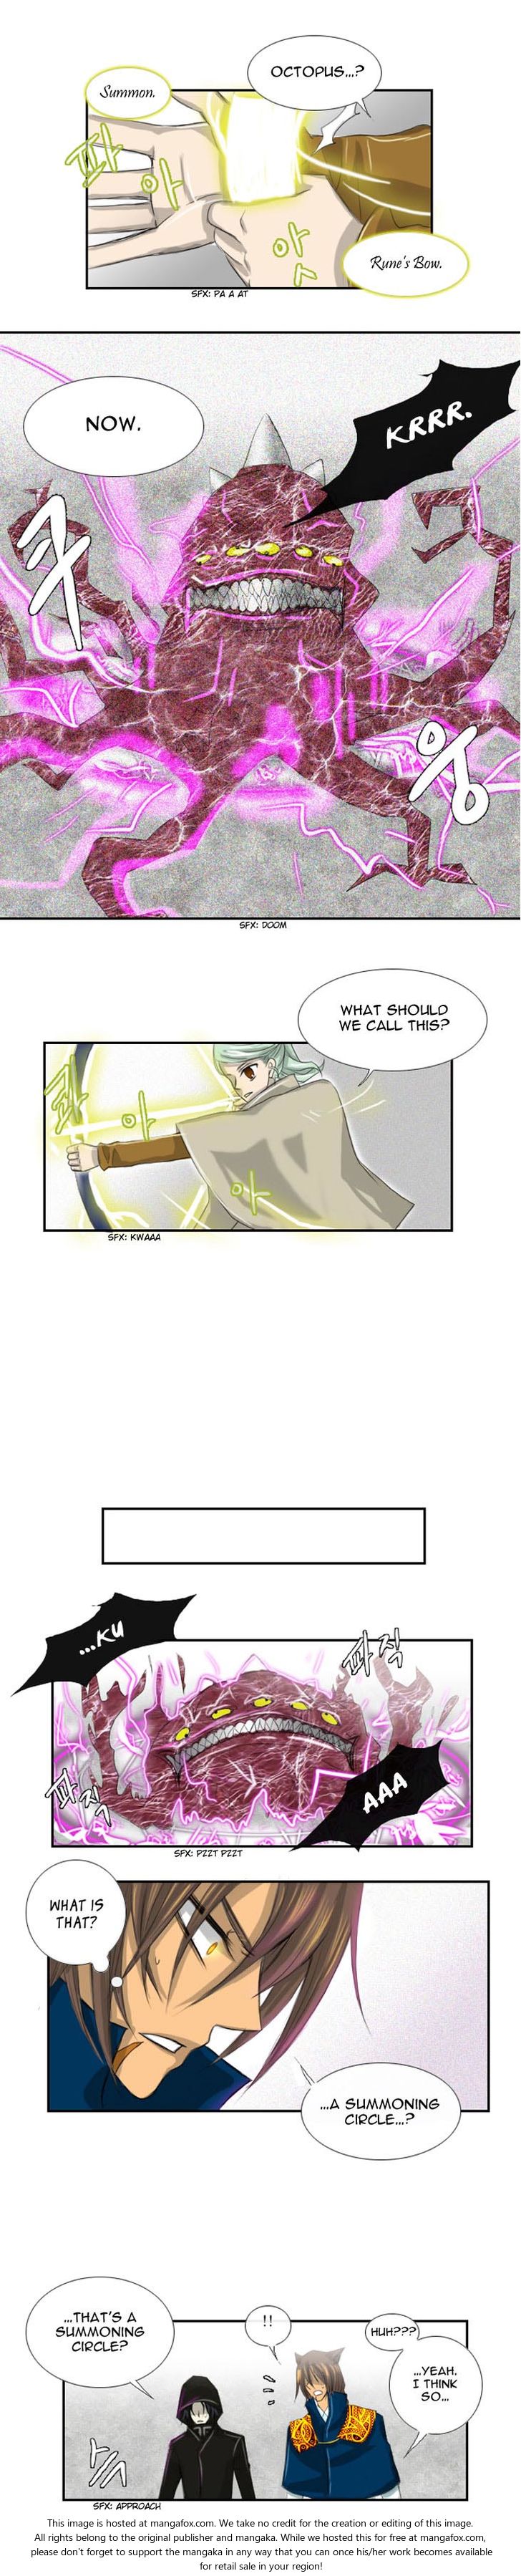 OCTOPUS...?
Summon.
파
아
앗
Rune's Bow.
SFX: PA A AT
NOW.
KRRR.
쿠
웅
SFX: DOOM
WHAT SHOULD
WE CALL THIS?
콰
아
아
SFX: KWAAA
...KU
파직
파직
AAA
SFX: PZZT PZZT
WHAT IS
THAT?
...A SUMMONING
CIRCLE...?
...THAT'S A
SUMMONING
CIRCLE?
!!
HUH???
...YEAH.
I THINK
SO...
SFX: APPROACH
This image is hosted at mangafox.com. We take no credit for the creation or editing of this image.
All rights belong to the original publisher and mangaka. While we hosted this for free at mangafox.com,
please don't forget to support the mangaka in any way that you can once his/her work becomes available
for retail sale in your region!